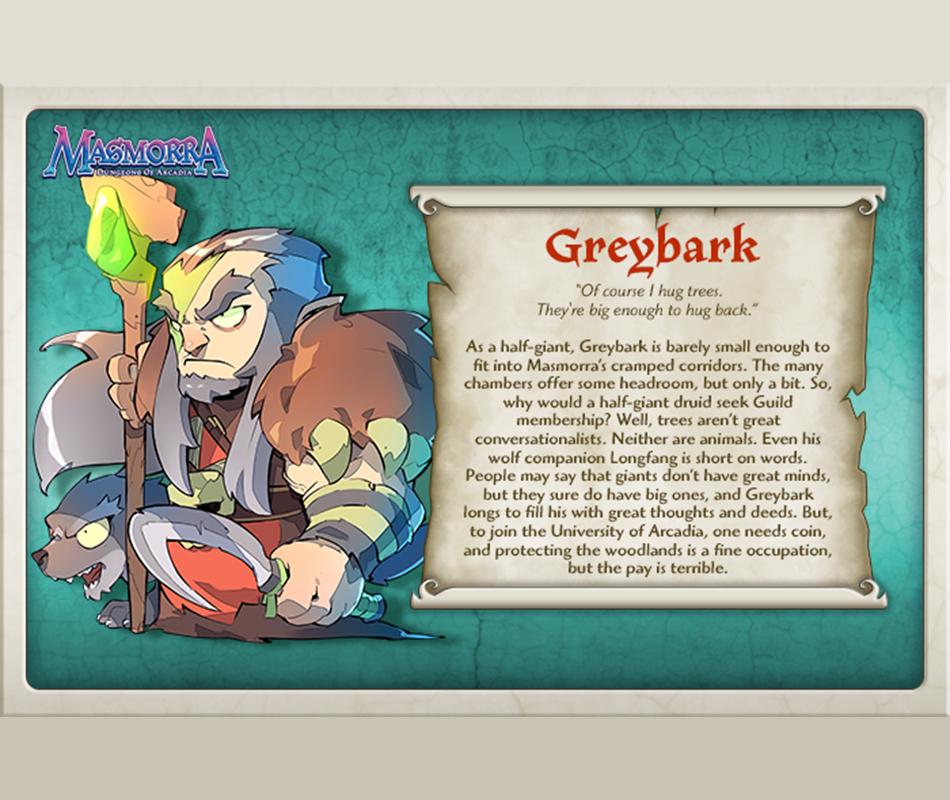 MASMORRA
DUNGEONS OF ARCADIA
Greybark
"Of course I hug trees.
They're big enough to hug back."
As a half-giant, Greybark is barely small enough to
fit into Masmorra's cramped corridors. The many
chambers offer some headroom, but only a bit. So,
why would a half-giant druid seek Guild
membership? Well, trees aren't great
conversationalists. Neither are animals. Even his
wolf companion Longfang is short on words.
People may say that giants don't have great minds,
but they sure do have big ones, and Greybark
longs to fill his with great thoughts and deeds. But,
to join the University of Arcadia, one needs coin,
and protecting the woodlands is a fine occupation,
but the pay is terrible.